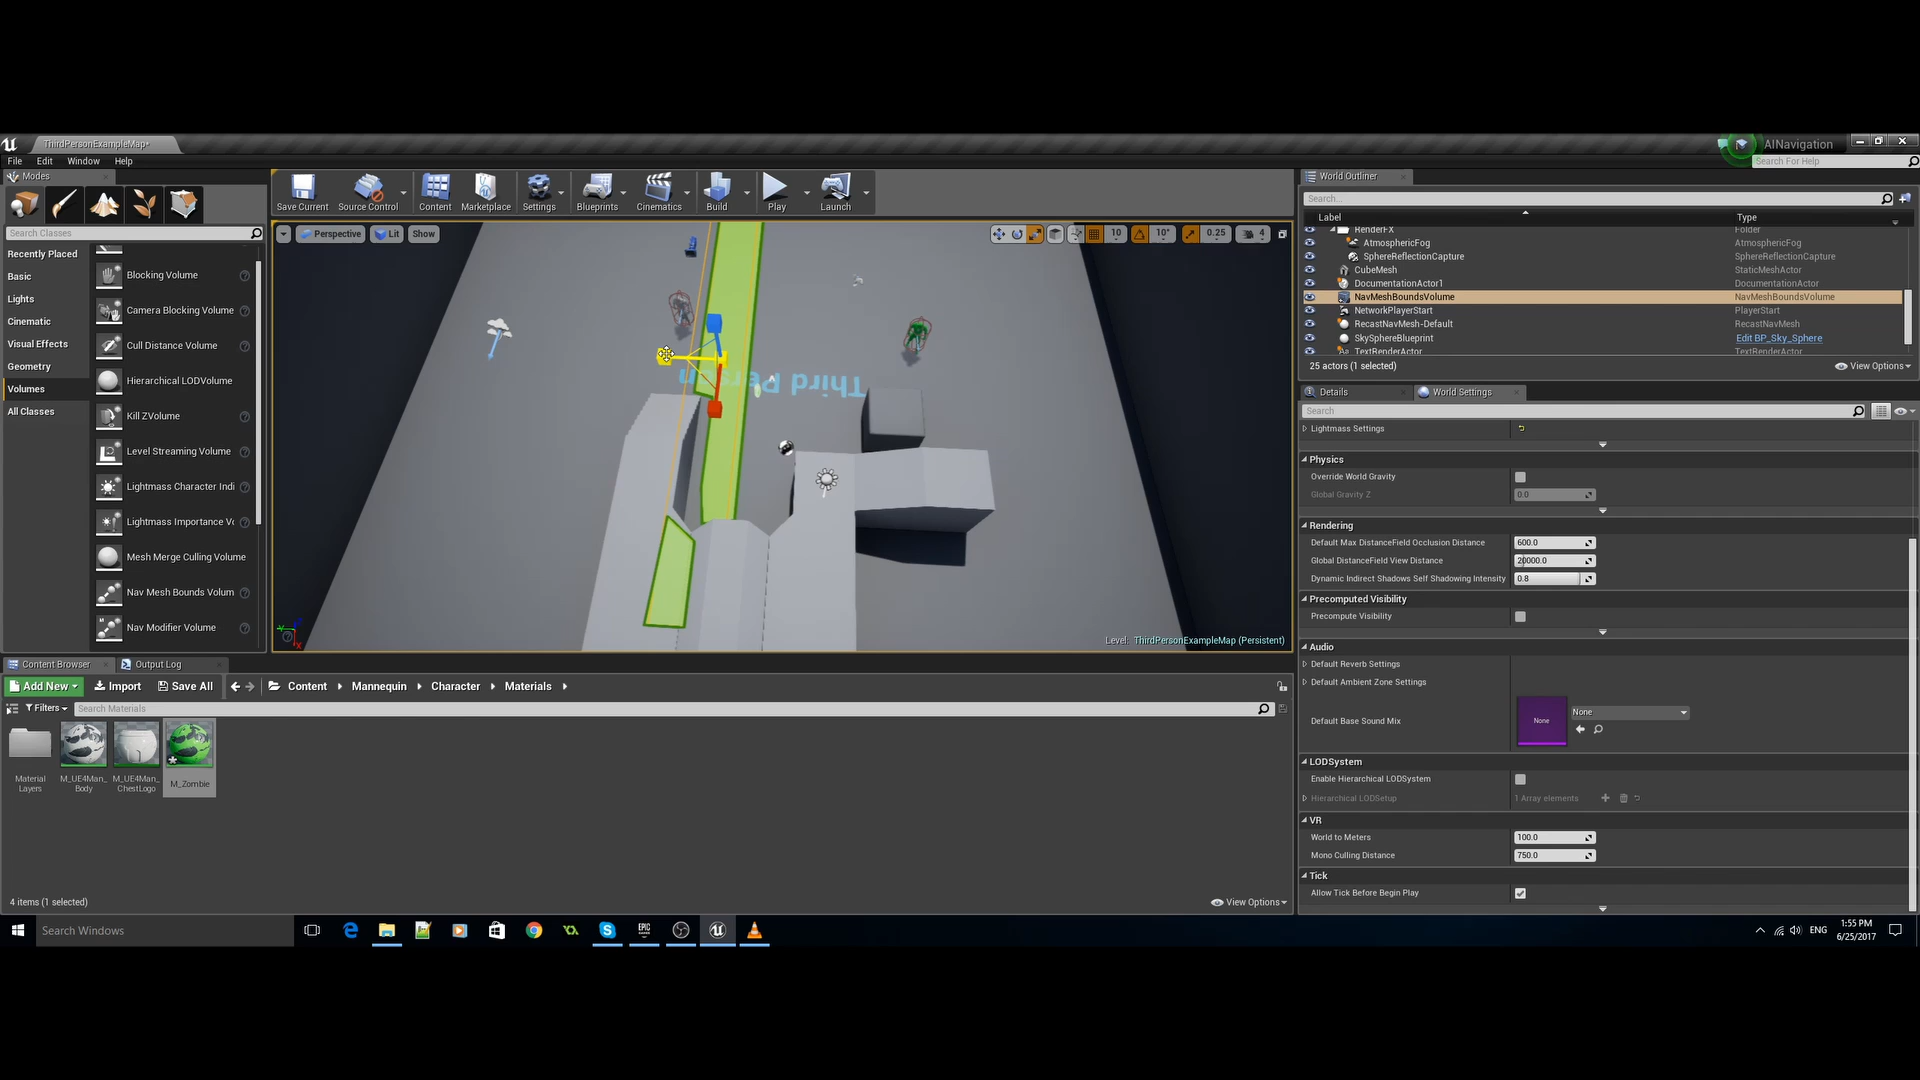 ThirdPersonExampleMap*
AINavigation
File Edit Window Help
Search For Help
Modes
Search Classes
Recently Placed
Basic
Lights
Cinematic
Visual Effects
Geometry
Volumes
All Classes
Blocking Volume
Camera Blocking Volume
Cull Distance Volume
Hierarchical LODVolume
Kill ZVolume
Level Streaming Volume
Lightmass Character Indi
Lightmass Importance Vo
Mesh Merge Culling Volume
Nav Mesh Bounds Volum
Nav Modifier Volume
Save Current
Source Control
Content
Marketplace
Settings
Blueprints
Cinematics
Build
Play
Launch
Perspective
Lit
Show
10
10°
0.25
4
Third Person
Level: ThirdPersonExampleMap (Persistent)
World Outliner
Search...
Label Type
RenderFX Folder
AtmosphericFog AtmosphericFog
SphereReflectionCapture SphereReflectionCapture
CubeMesh StaticMeshActor
DocumentationActor1 DocumentationActor
NavMeshBoundsVolume NavMeshBoundsVolume
NetworkPlayerStart PlayerStart
RecastNavMesh-Default RecastNavMesh
SkySphereBlueprint Edit BP_Sky_Sphere
TextRenderActor TextRenderActor
25 actors (1 selected)
View Options
Details
World Settings
Search
Lightmass Settings
Physics
Override World Gravity
Global Gravity Z 0.0
Rendering
Default Max DistanceField Occlusion Distance 600.0
Global DistanceField View Distance 20000.0
Dynamic Indirect Shadows Self Shadowing Intensity 0.8
Precomputed Visibility
Precompute Visibility
Audio
Default Reverb Settings
Default Ambient Zone Settings
Default Base Sound Mix None None
LODSystem
Enable Hierarchical LODSystem
Hierarchical LODSetup 1 Array elements
VR
World to Meters 100.0
Mono Culling Distance 750.0
Tick
Allow Tick Before Begin Play
Content Browser
Output Log
Add New
Import
Save All
Content Mannequin Character Materials
Filters
Search Materials
Material
Layers
M_UE4Man_
Body
M_UE4Man_
ChestLogo
M_Zombie
4 items (1 selected)
View Options
Search Windows
EPIC
ENG
1:55 PM
6/25/2017